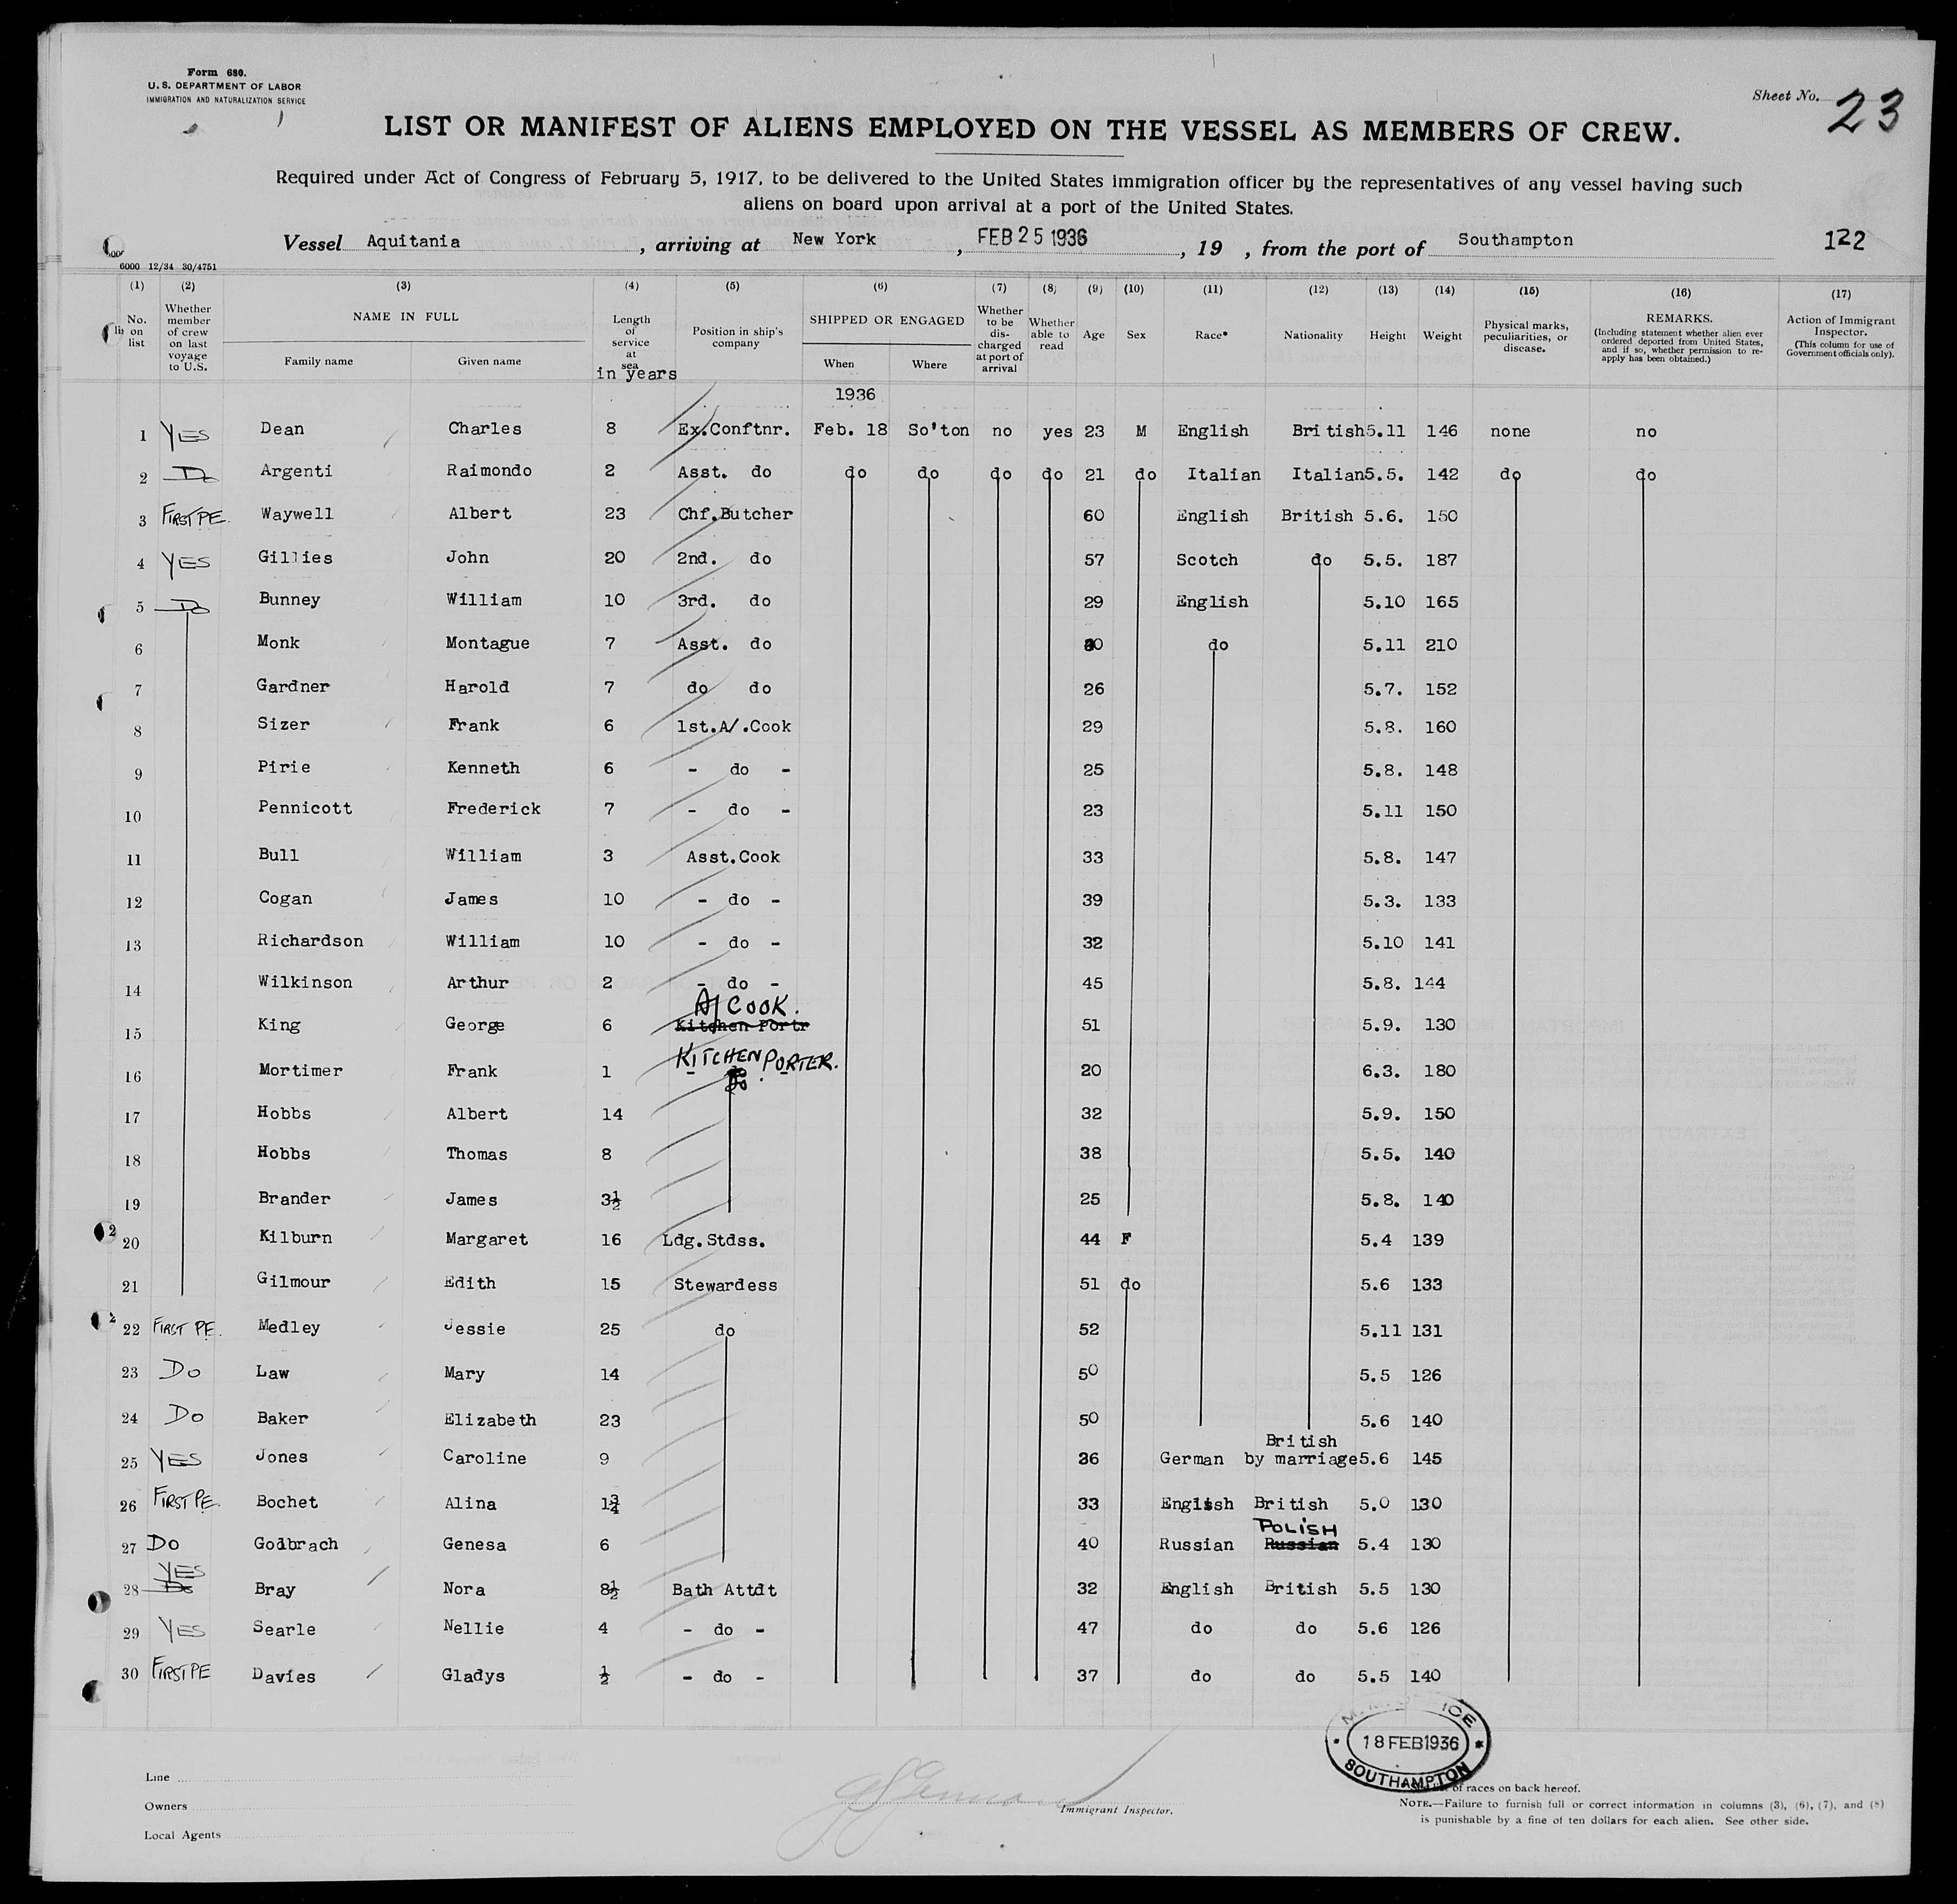 Form 680.
U. S. DEPARTMENT OF LABOR
IMMIGRATION AND NATURALIZATION SERVICE
Sheet No. 23
LIST OR MANIFEST OF ALIENS EMPLOYED ON THE VESSEL AS MEMBERS OF CREW.
Required under Act of Congress of February 5, 1917, to be delivered to the United States immigration officer by the representatives of any vessel having such
aliens on board upon arrival at a port of the United States.
Vessel Aquitania, arriving at New York, FEB 25 1936, 19 , from the port of Southampton 122
6000 12/34 30/4751
(1) (2) (3) (4) (5) (6) (7) (8) (9) (10) (11) (12) (13) (14) (15) (16) (17)
No. on list
Whether member of crew on last voyage to U.S.
NAME IN FULL
Family name Given name
Length of service at sea in years
Position in ship's company
SHIPPED OR ENGAGED
When Where
Whether to be discharged at port of arrival
Whether able to read
Age Sex Race* Nationality Height Weight
Physical marks, peculiarities, or disease.
REMARKS.
(Including statement whether alien ever ordered deported from United States, and if so, whether permission to reapply has been obtained.)
Action of Immigrant Inspector.
(This column for use of Government officials only).
1936
1 YES Dean Charles 8 Ex.Conftnr. Feb. 18 So'ton no yes 23 M English British 5.11 146 none no
2 Do Argenti Raimondo 2 Asst. do do do do do 21 do Italian Italian 5.5. 142 do do
3 FIRST PE. Waywell Albert 23 Chf.Butcher 60 English British 5.6. 150
4 YES Gillies John 20 2nd. do 57 Scotch do 5.5. 187
5 Do Bunney William 10 3rd. do 29 English 5.10 165
6 Monk Montague 7 Asst. do do 5.11 210
7 Gardner Harold 7 do do 26 5.7. 152
8 Sizer Frank 6 1st.A/.Cook 29 5.8. 160
9 Pirie Kenneth 6 - do - 25 5.8. 148
10 Pennicott Frederick 7 - do - 23 5.11 150
11 Bull William 3 Asst.Cook 33 5.8. 147
12 Cogan James 10 - do - 39 5.3. 133
13 Richardson William 10 - do - 32 5.10 141
14 Wilkinson Arthur 2 - do - 45 5.8. 144
A/ COOK.
15 King George 6 Kitchen Portr 51 5.9. 130
KITCHEN PORTER.
16 Mortimer Frank 1 do 20 6.3. 180
17 Hobbs Albert 14 32 5.9. 150
18 Hobbs Thomas 8 38 5.5. 140
19 Brander James 3½ 25 5.8. 140
20 Kilburn Margaret 16 Ldg.Stdss. 44 F 5.4 139
21 Gilmour Edith 15 Stewardess 51 do 5.6 133
22 FIRST PE. Medley Jessie 25 do 52 5.11 131
23 Do Law Mary 14 50 5.5 126
24 Do Baker Elizabeth 23 50 5.6 140
British
25 YES Jones Caroline 9 36 German by marriage 5.6 145
26 FIRST PE. Bochet Alina 1¾ 33 English British 5.0 130
POLISH
27 Do Godbrach Genesa 6 40 Russian Russian 5.4 130
YES
28 Do Bray Nora 8½ Bath Attdt 32 English British 5.5 130
29 YES Searle Nellie 4 - do - 47 do do 5.6 126
30 FIRST PE Davies Gladys ½ - do - 37 do do 5.5 140
18 FEB 1936
SOUTHAMPTON
Line
Owners
Local Agents
Immigrant Inspector.
of races on back hereof.
NOTE.—Failure to furnish full or correct information in columns (3), (6), (7), and (8)
is punishable by a fine of ten dollars for each alien. See other side.